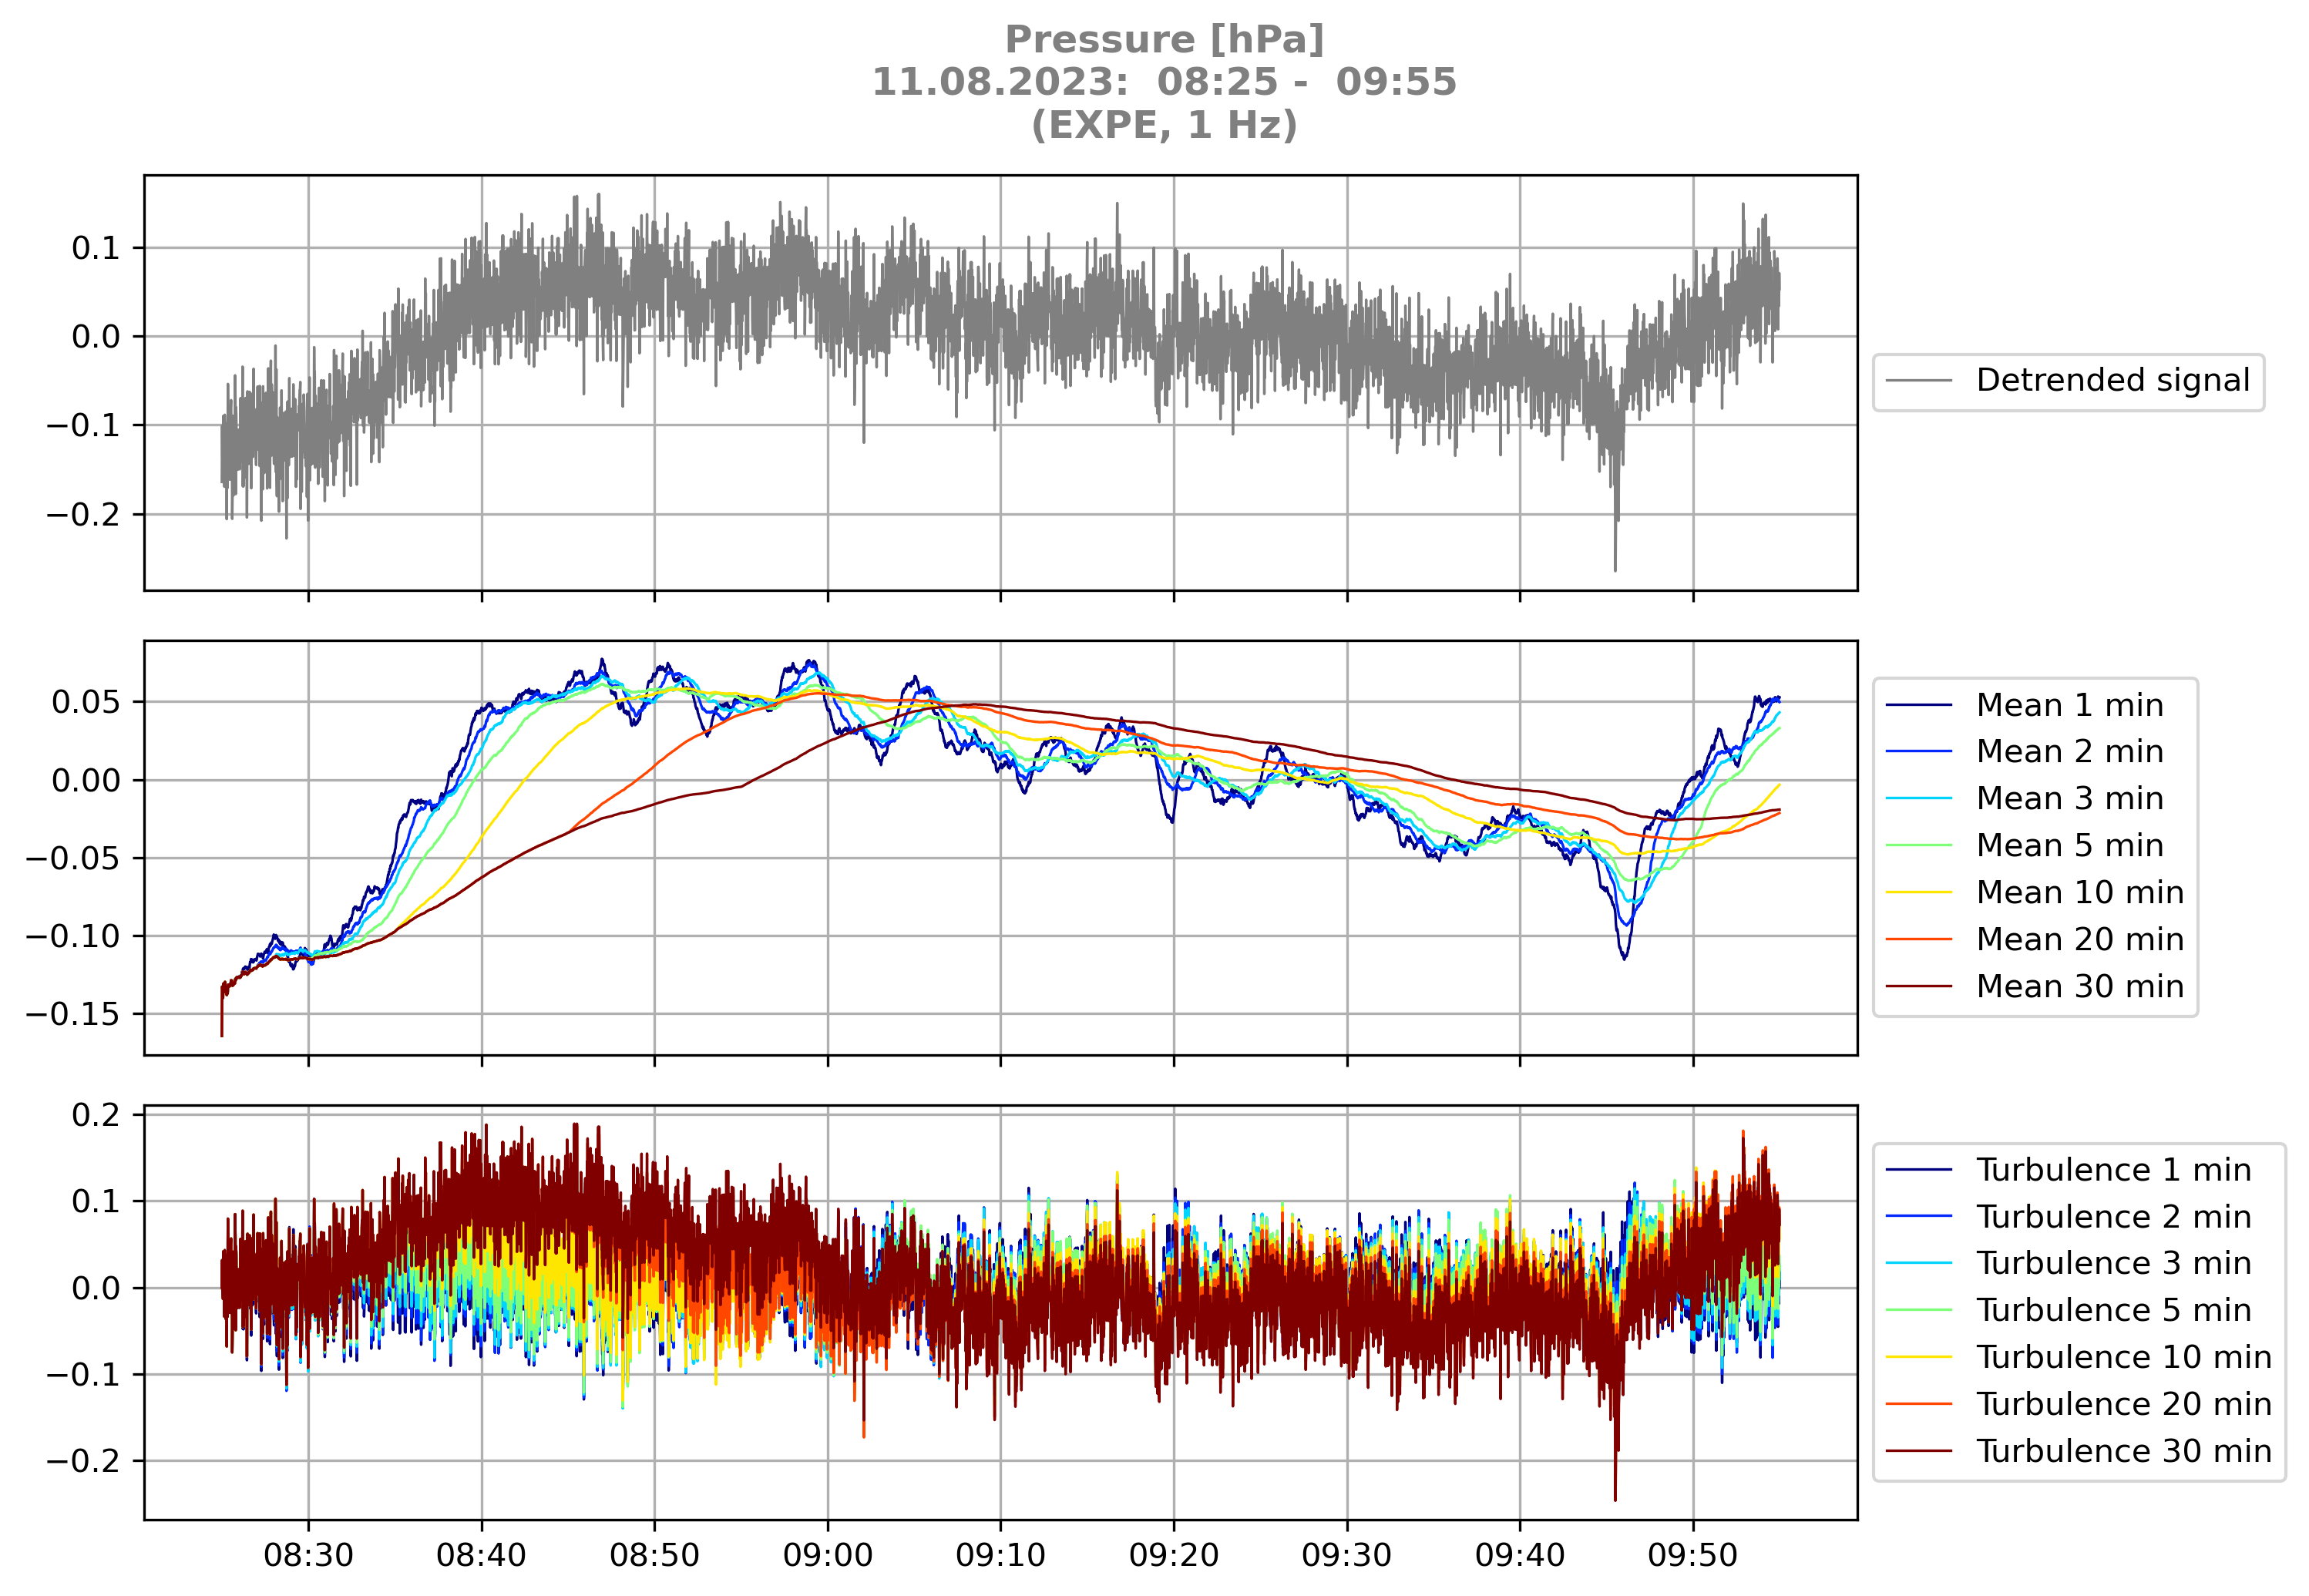 Pressure [hPa]
11.08.2023:  08:25 -  09:55
(EXPE, 1 Hz)
0.1
0.0
−0.1
−0.2
Detrended signal
0.05
0.00
−0.05
−0.10
−0.15
Mean 1 min
Mean 2 min
Mean 3 min
Mean 5 min
Mean 10 min
Mean 20 min
Mean 30 min
0.2
0.1
0.0
−0.1
−0.2
Turbulence 1 min
Turbulence 2 min
Turbulence 3 min
Turbulence 5 min
Turbulence 10 min
Turbulence 20 min
Turbulence 30 min
08:30 08:40 08:50 09:00 09:10 09:20 09:30 09:40 09:50